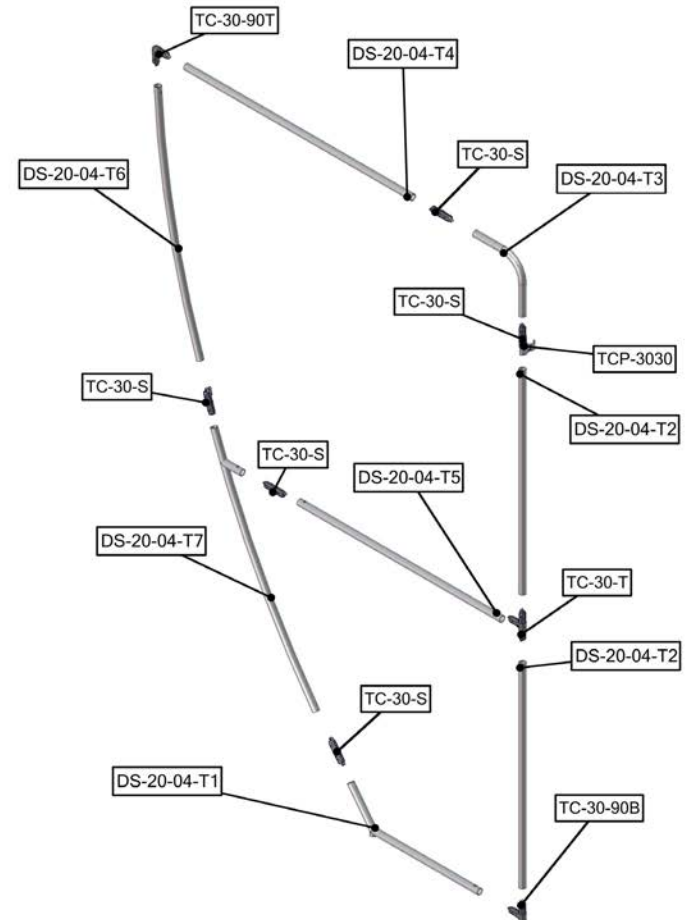 TC-30-90T
DS-20-04-T4
TC-30-S
DS-20-04-T3
DS-20-04-T6
TC-30-S
TCP-3030
TC-30-S
DS-20-04-T2
TC-30-S
DS-20-04-T5
DS-20-04-T7
TC-30-T
DS-20-04-T2
TC-30-S
DS-20-04-T1
TC-30-90B